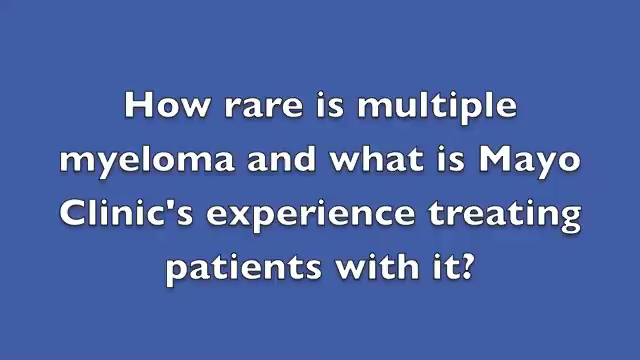 How rare is multiple
myeloma and what is Mayo
Clinic's experience treating
patients with it?